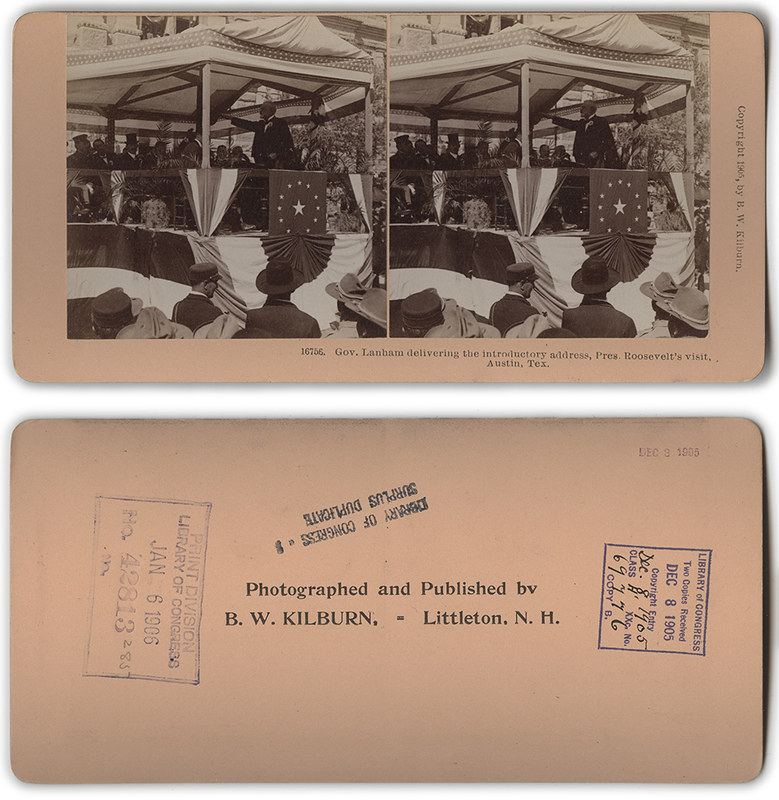 Copyright 1905, by B. W. Kilburn.
16756. Gov. Lanham delivering the introductory address, Pres. Roosevelt's visit,
Austin, Tex.
DEC 8 1905
PRINT DIVISION
LIBRARY OF CONGRESS
JAN 6 1906
No. 42813
LIBRARY OF CONGRESS
SURPLUS DUPLICATE
Photographed and Published by
B. W. KILBURN, = Littleton, N. H.
LIBRARY of CONGRESS
Two Copies Received
DEC 8 1905
Copyright Entry
Dec. 8, 1905
CLASS XXc. No.
69776
COPY B.